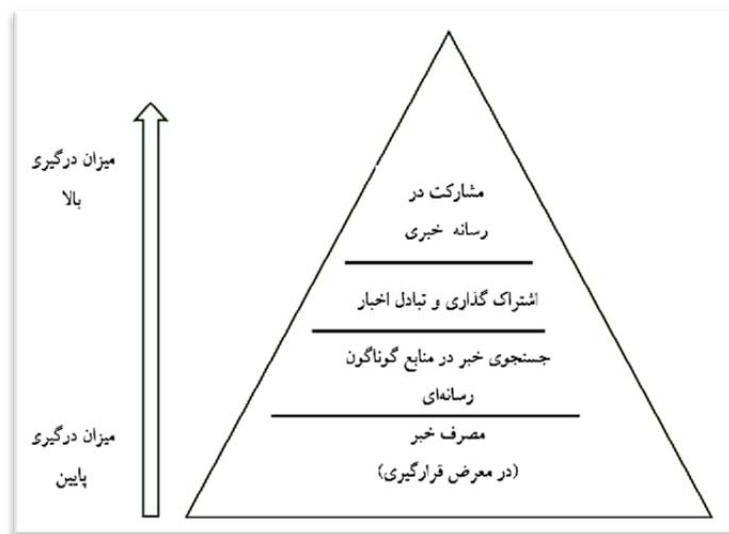 میزان درگیری
بالا
مشارکت در
رسانه خبری
اشتراک گذاری و تبادل اخبار
جستجوی خبر در منابع گوناگون
رسانه‌ای
میزان درگیری
پایین
مصرف خبر
(در معرض قرارگیری)